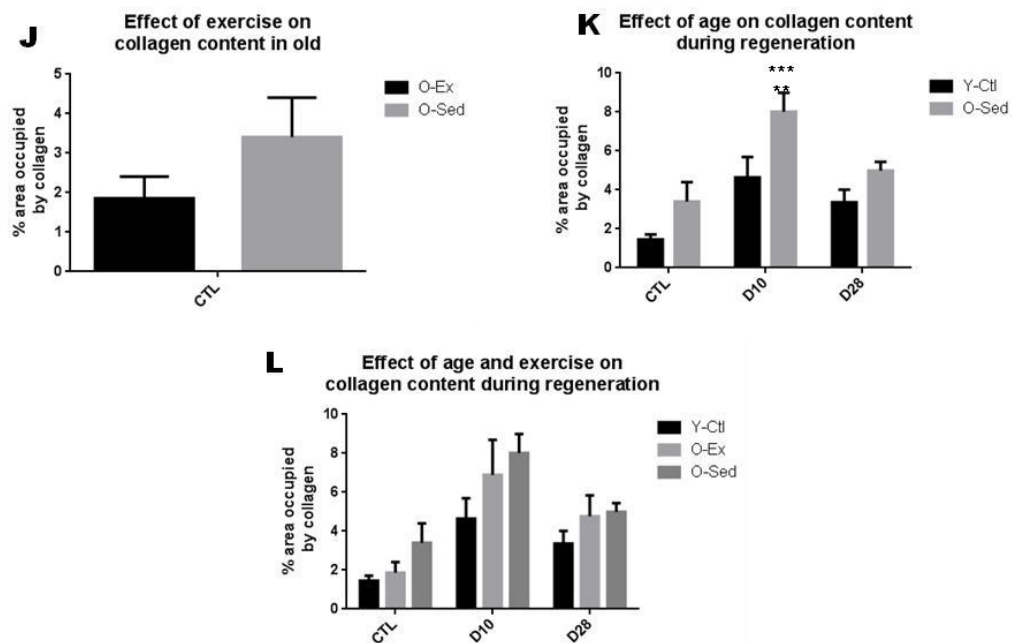 J
Effect of exercise on
collagen content in old
% area occupied
by collagen
5
4
3
2
1
0
CTL
O-Ex
O-Sed
K
Effect of age on collagen content
during regeneration
% area occupied
by collagen
10
8
6
4
2
0
***
**
CTL
D10
D28
Y-Ctl
O-Sed
L
Effect of age and exercise on
collagen content during regeneration
% area occupied
by collagen
10
8
6
4
2
0
CTL
D10
D28
Y-Ctl
O-Ex
O-Sed